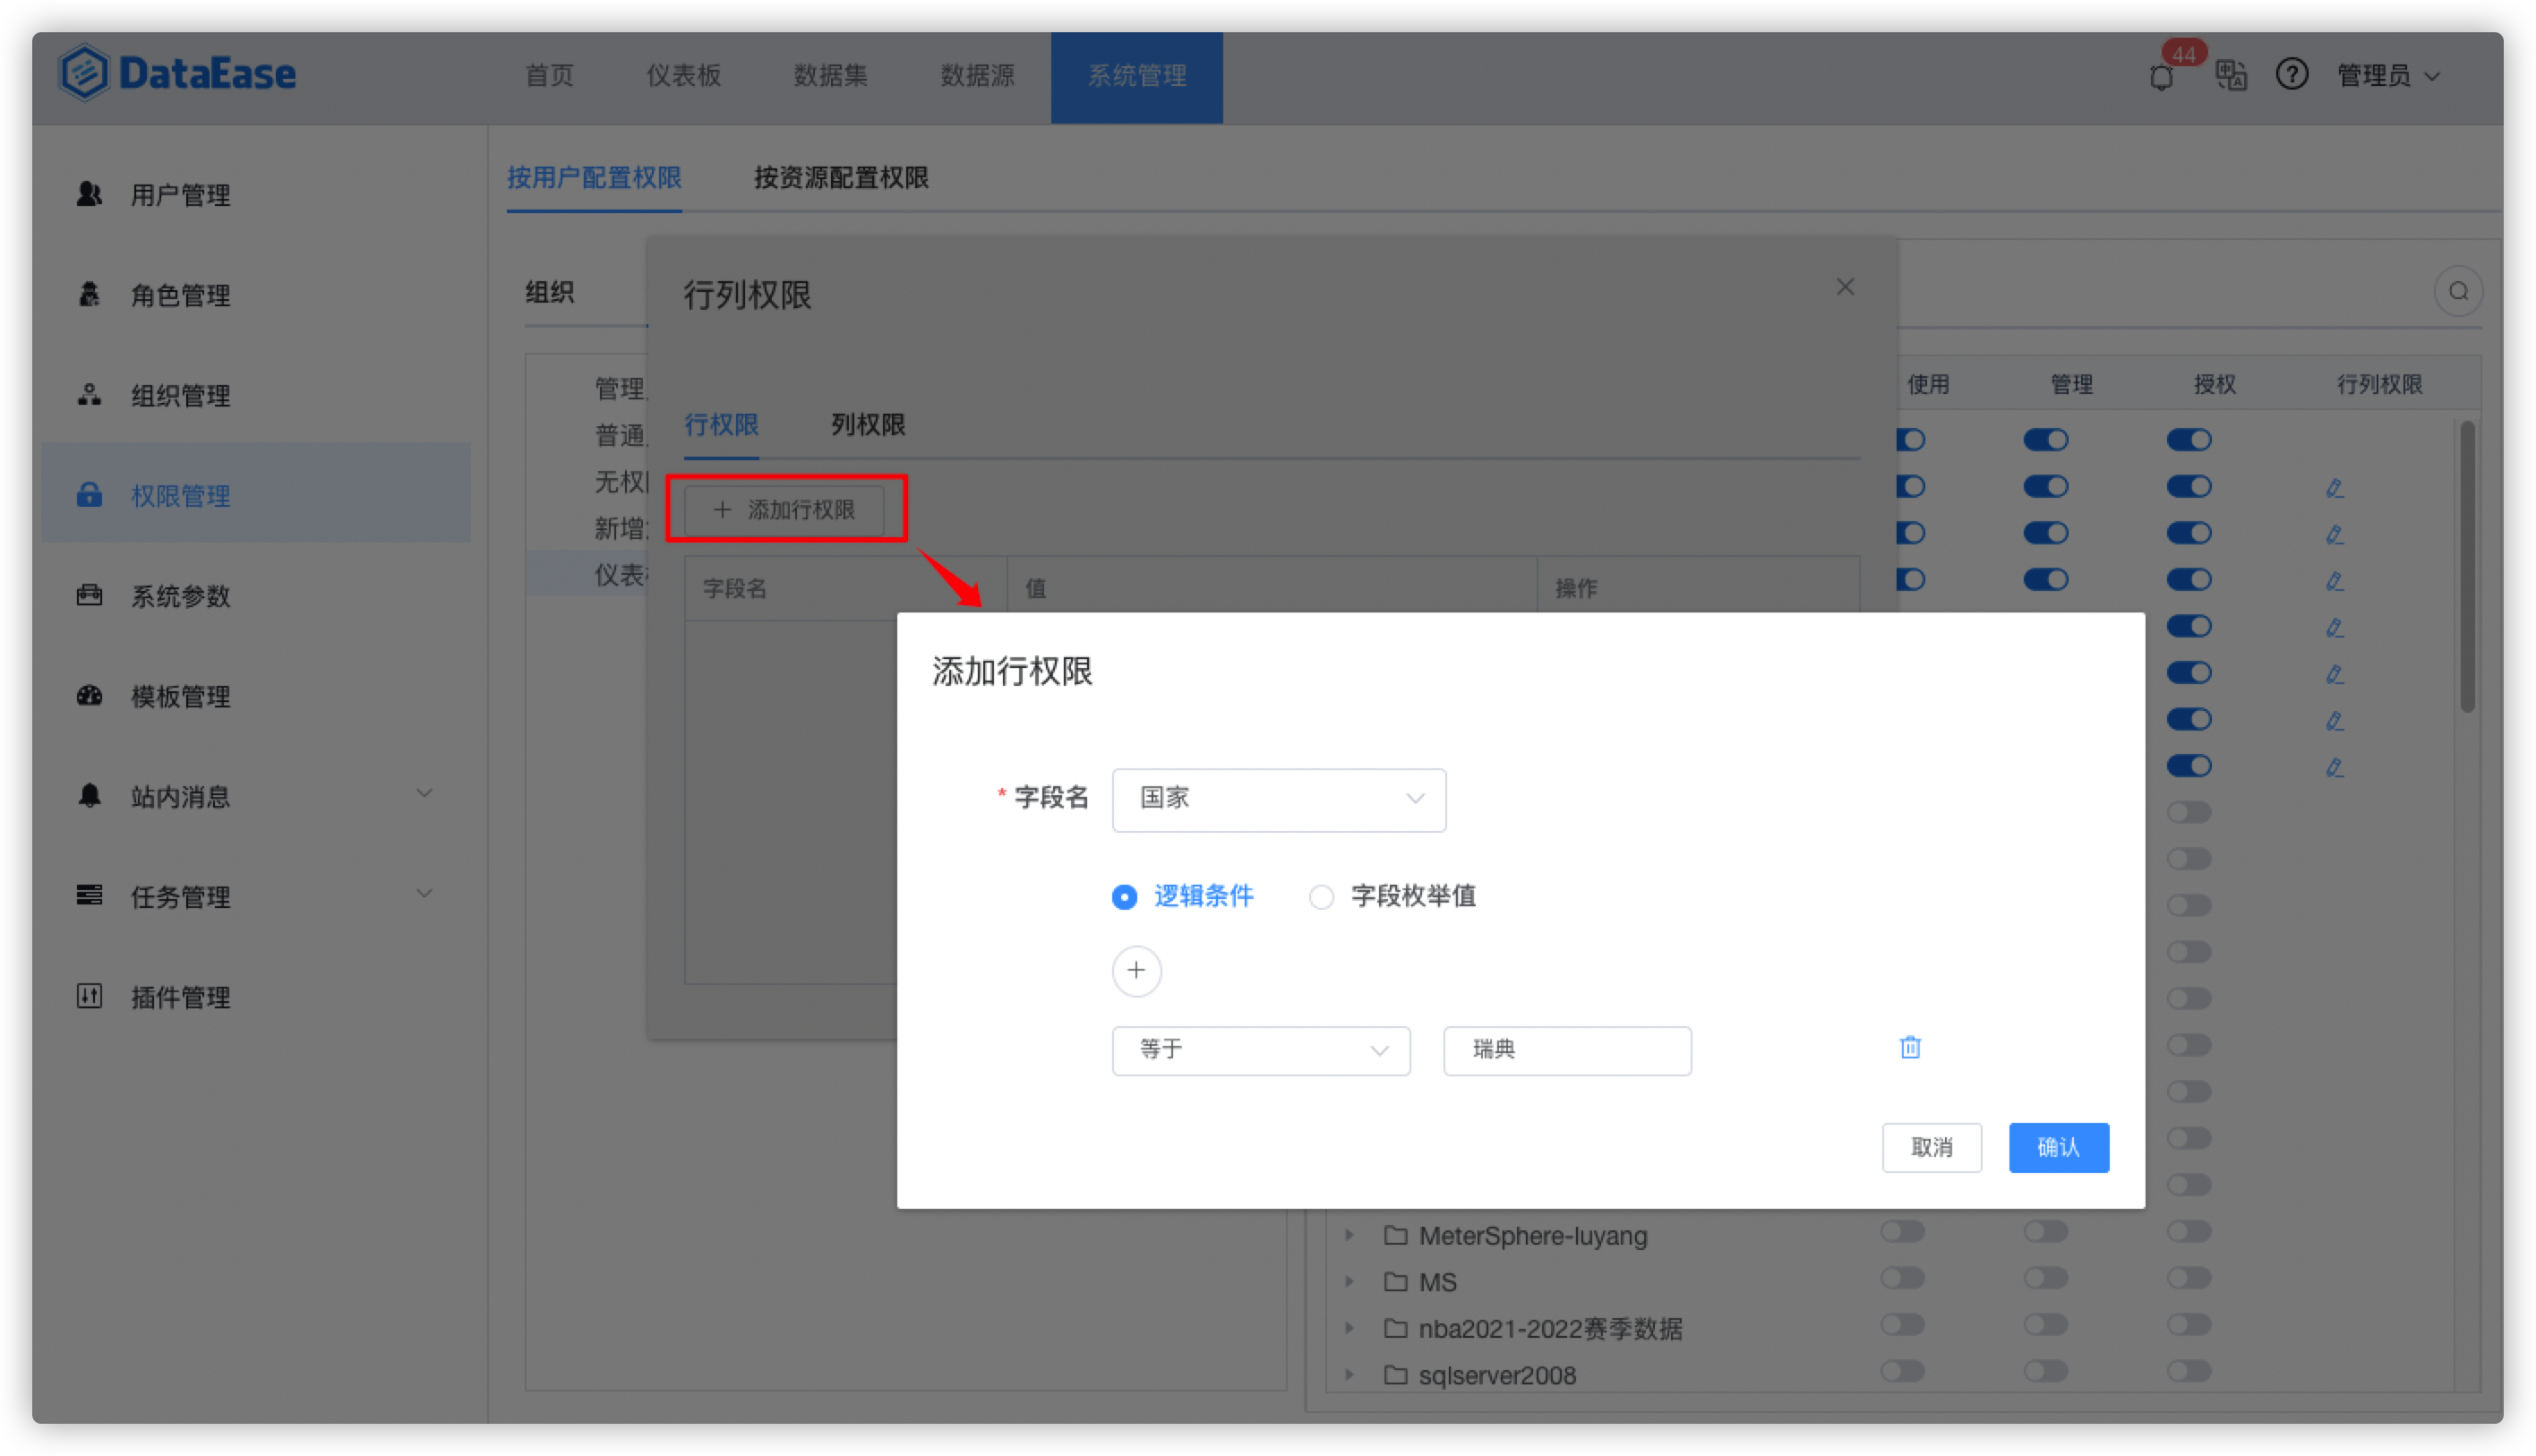 DataEase
首页 仪表板 数据集 数据源 系统管理
44
管理员
用户管理
角色管理
组织管理
权限管理
系统参数
模板管理
站内消息
任务管理
插件管理
按用户配置权限 按资源配置权限
组织
使用 管理 授权 行列权限
管理
普通
无权
新增
仪表
行列权限
行权限 列权限
+ 添加行权限
字段名 值 操作
添加行权限
* 字段名 国家
逻辑条件 字段枚举值
+
等于 瑞典
取消 确认
MeterSphere-luyang
MS
nba2021-2022赛季数据
sqlserver2008